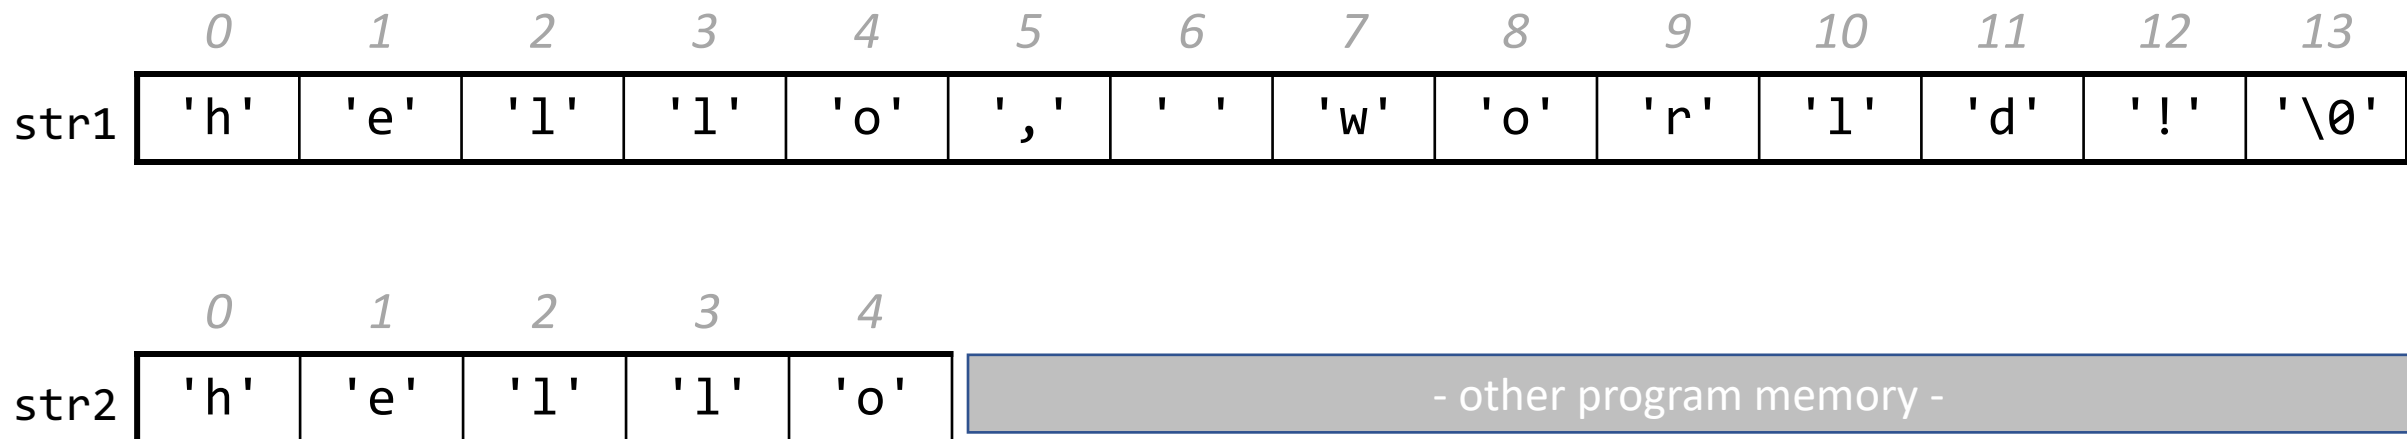 0 1 2 3 4 5 6 7 8 9 10 11 12 13
str1 'h' 'e' 'l' 'l' 'o' ',' ' ' 'w' 'o' 'r' 'l' 'd' '!' '\0'
0 1 2 3 4
str2 'h' 'e' 'l' 'l' 'o' - other program memory -